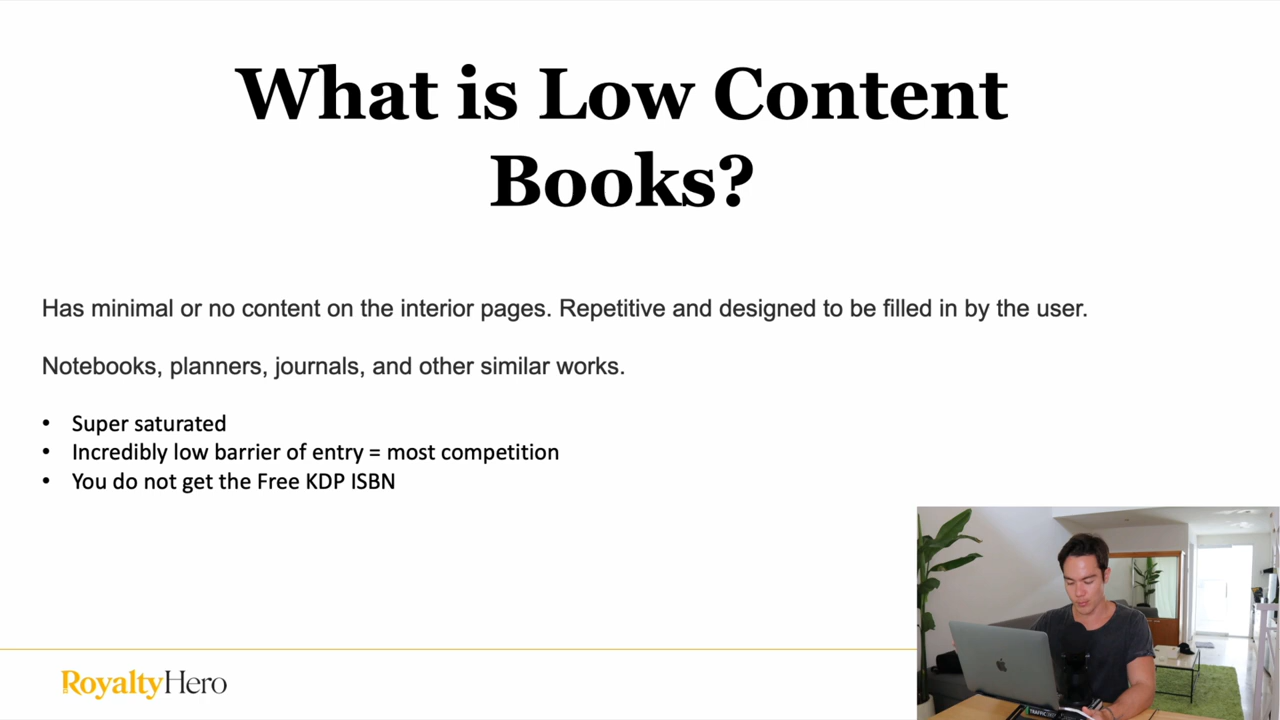 What is Low Content
Books?
Has minimal or no content on the interior pages. Repetitive and designed to be filled in by the user.
Notebooks, planners, journals, and other similar works.
• Super saturated
• Incredibly low barrier of entry = most competition
• You do not get the Free KDP ISBN
RoyaltyHero
TRAFFIC